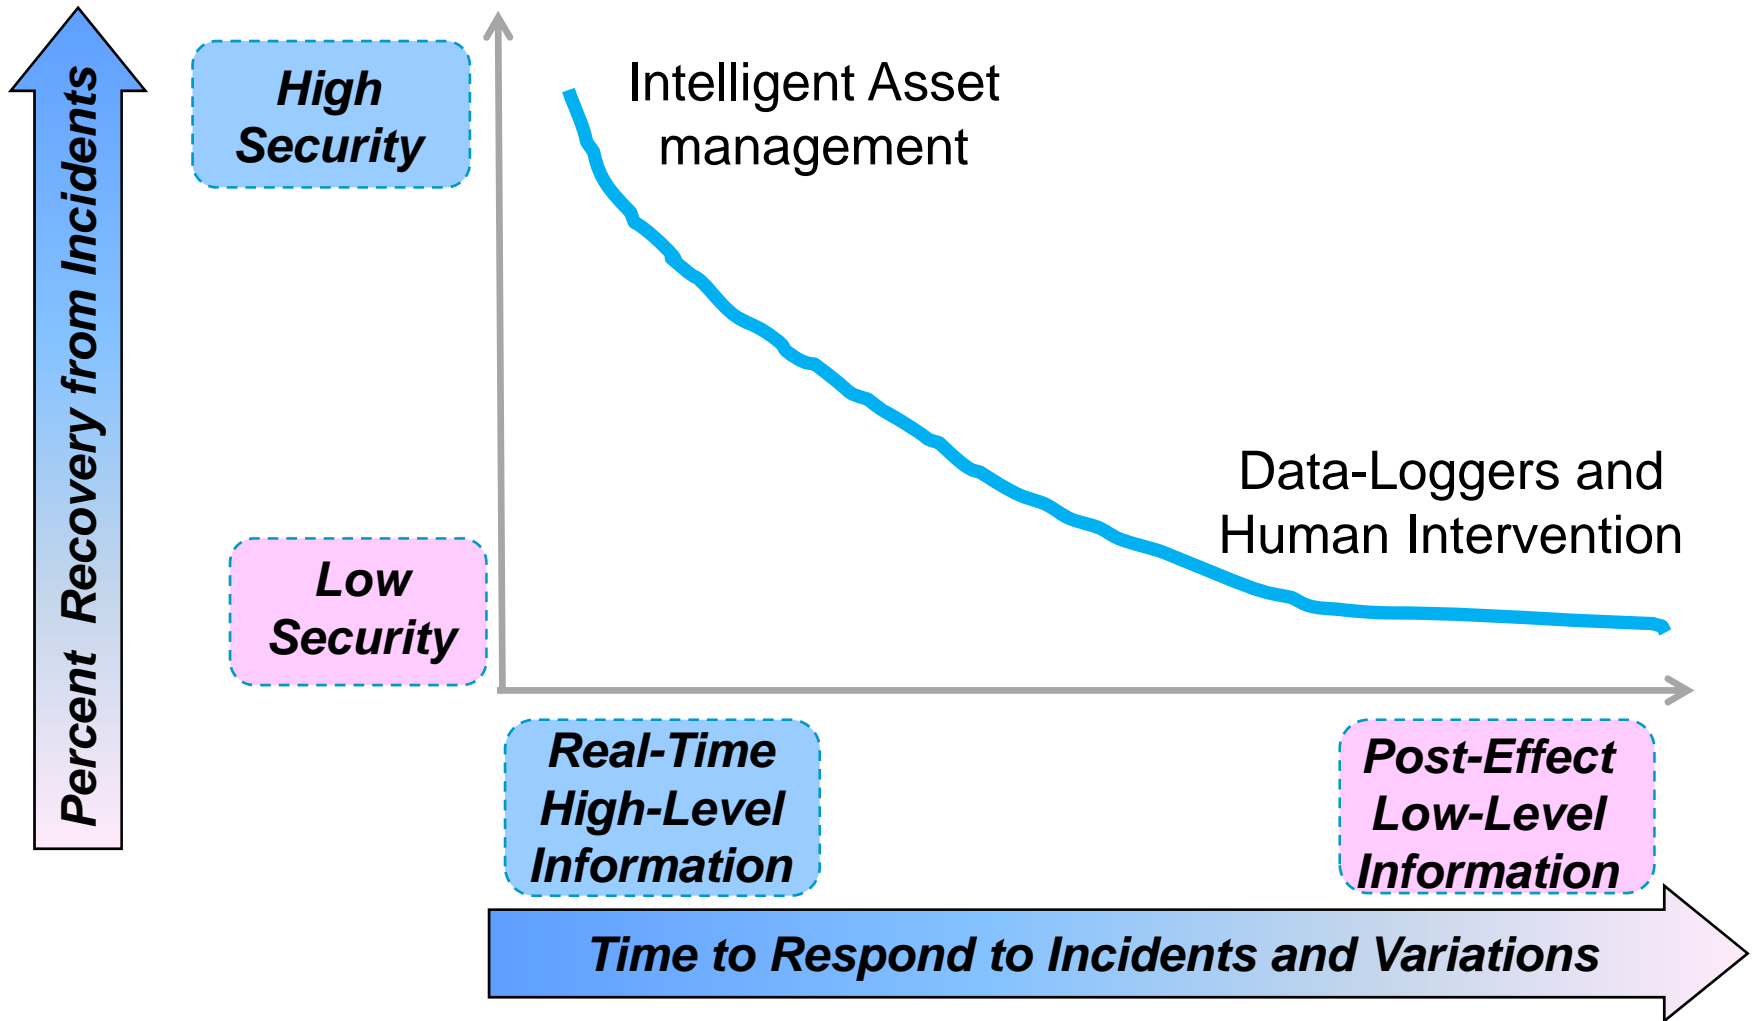 Percent Recovery from Incidents
High
Security
Intelligent Asset
management
Data-Loggers and
Human Intervention
Low
Security
Real-Time
High-Level
Information
Post-Effect
Low-Level
Information
Time to Respond to Incidents and Variations